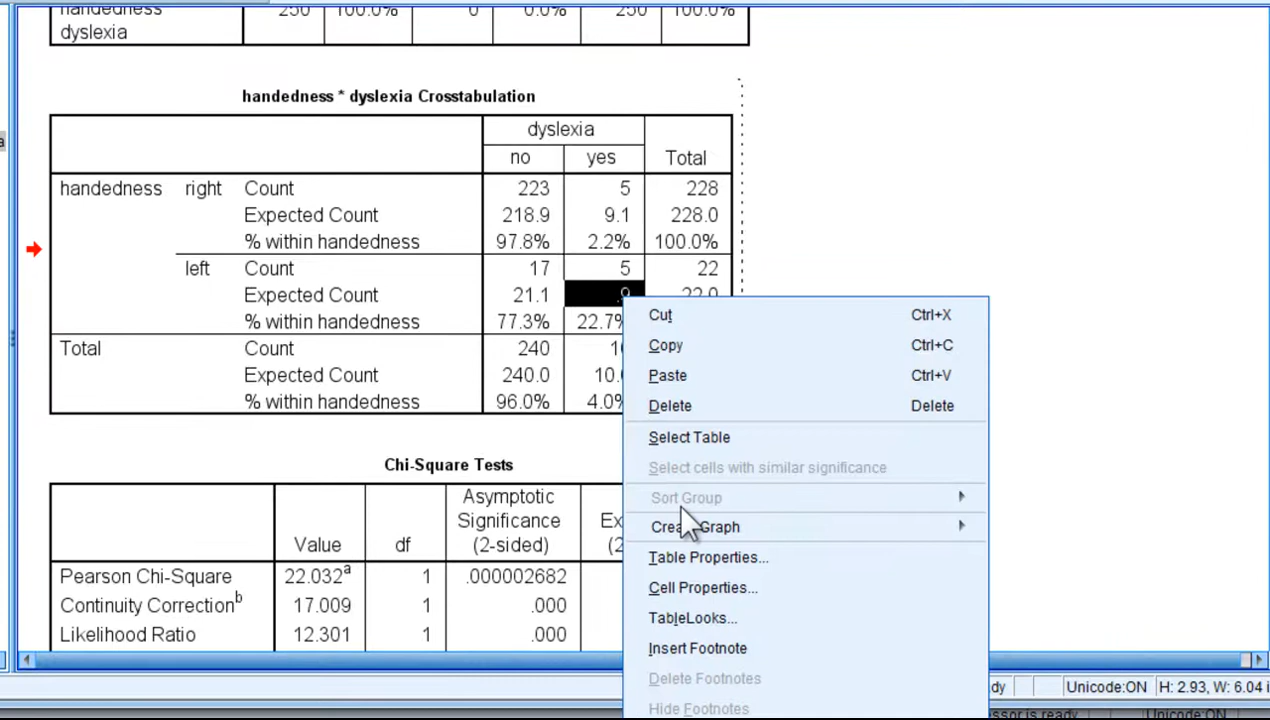 handedness 250 100.0% 0 0.0% 250 100.0%
dyslexia
handedness * dyslexia Crosstabulation
dyslexia
no yes Total
handedness right Count 223 5 228
Expected Count 218.9 9.1 228.0
% within handedness 97.8% 2.2% 100.0%
left Count 17 5 22
Expected Count 21.1 .9 22.0
% within handedness 77.3% 22.7%
Total Count 240
Expected Count 240.0 10.
% within handedness 96.0% 4.0%
Cut Ctrl+X
Copy Ctrl+C
Paste Ctrl+V
Delete Delete
Select Table
Select cells with similar significance
Sort Group
Create Graph
Table Properties...
Cell Properties...
TableLooks...
Insert Footnote
Delete Footnotes
Hide Footnotes
Chi-Square Tests
Value df Asymptotic Significance (2-sided)
Pearson Chi-Square 22.032a 1 .000002682
Continuity Correctionb 17.009 1 .000
Likelihood Ratio 12.301 1 .000
Unicode:ON H: 2.93, W: 6.04 i